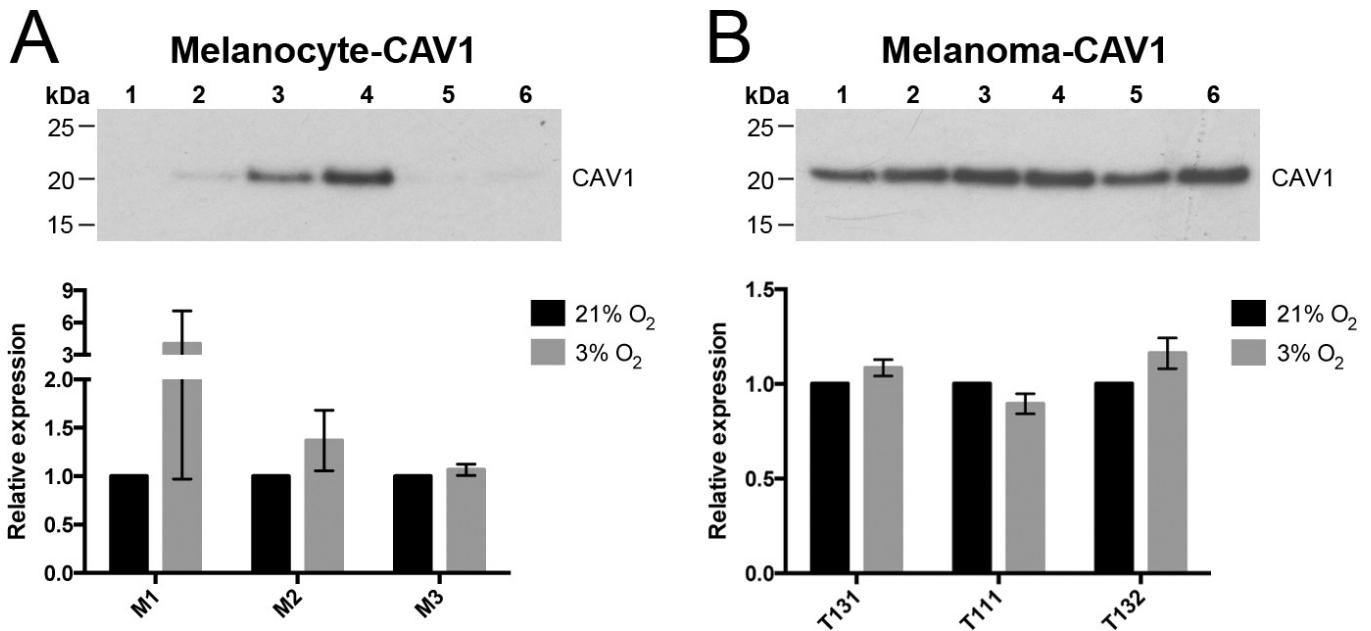 A
Melanocyte-CAV1
kDa 1 2 3 4 5 6
25
20
15
CAV1
9
6
3
2.0
1.5
1.0
0.5
0.0
Relative expression
21% O₂
3% O₂
M1 M2 M3
B
Melanoma-CAV1
kDa 1 2 3 4 5 6
25
20
15
CAV1
1.5
1.0
0.5
0.0
Relative expression
21% O₂
3% O₂
T131 T111 T132